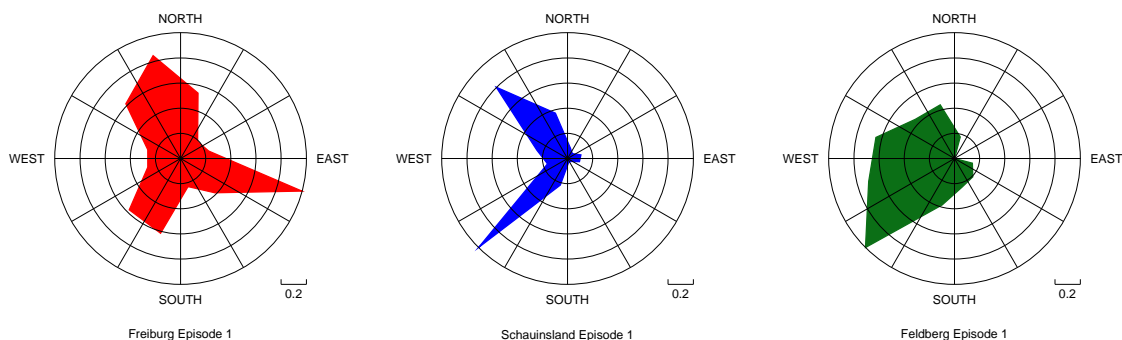 NORTH
WEST
EAST
SOUTH
0.2
Freiburg Episode 1
NORTH
WEST
EAST
SOUTH
0.2
Schauinsland Episode 1
NORTH
WEST
EAST
SOUTH
0.2
Feldberg Episode 1